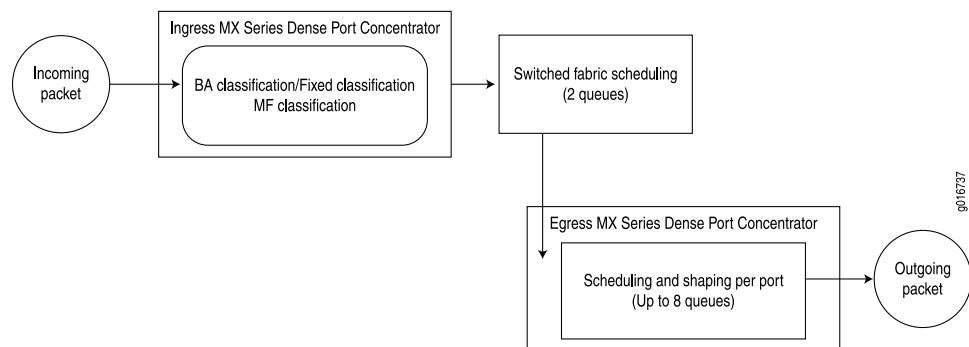 Ingress MX Series Dense Port Concentrator
Incoming
packet
BA classification/Fixed classification
MF classification
Switched fabric scheduling
(2 queues)
g016737
Egress MX Series Dense Port Concentrator
Scheduling and shaping per port
(Up to 8 queues)
Outgoing
packet